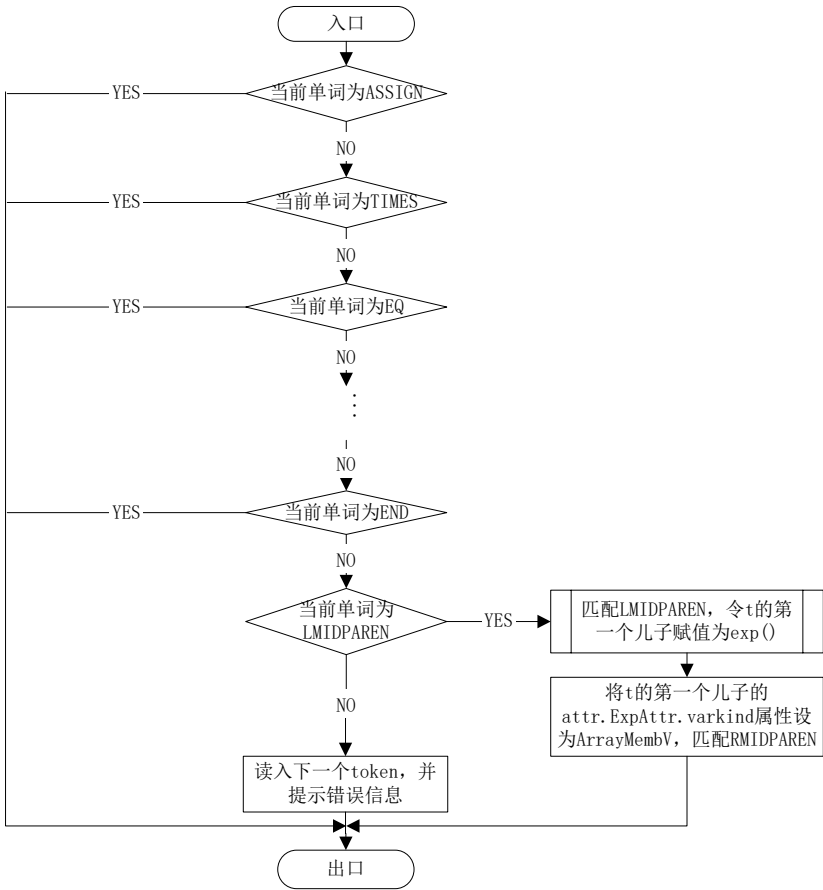 入口
当前单词为ASSIGN
YES
NO
当前单词为TIMES
YES
NO
当前单词为EQ
YES
NO
...
NO
当前单词为END
YES
NO
当前单词为
LMIDPAREN
YES
匹配LMIDPAREN，令t的第
一个儿子赋值为exp()
将t的第一个儿子的
attr.ExpAttr.varkind属性设
为ArrayMembV，匹配RMIDPAREN
NO
读入下一个token，并
提示错误信息
出口